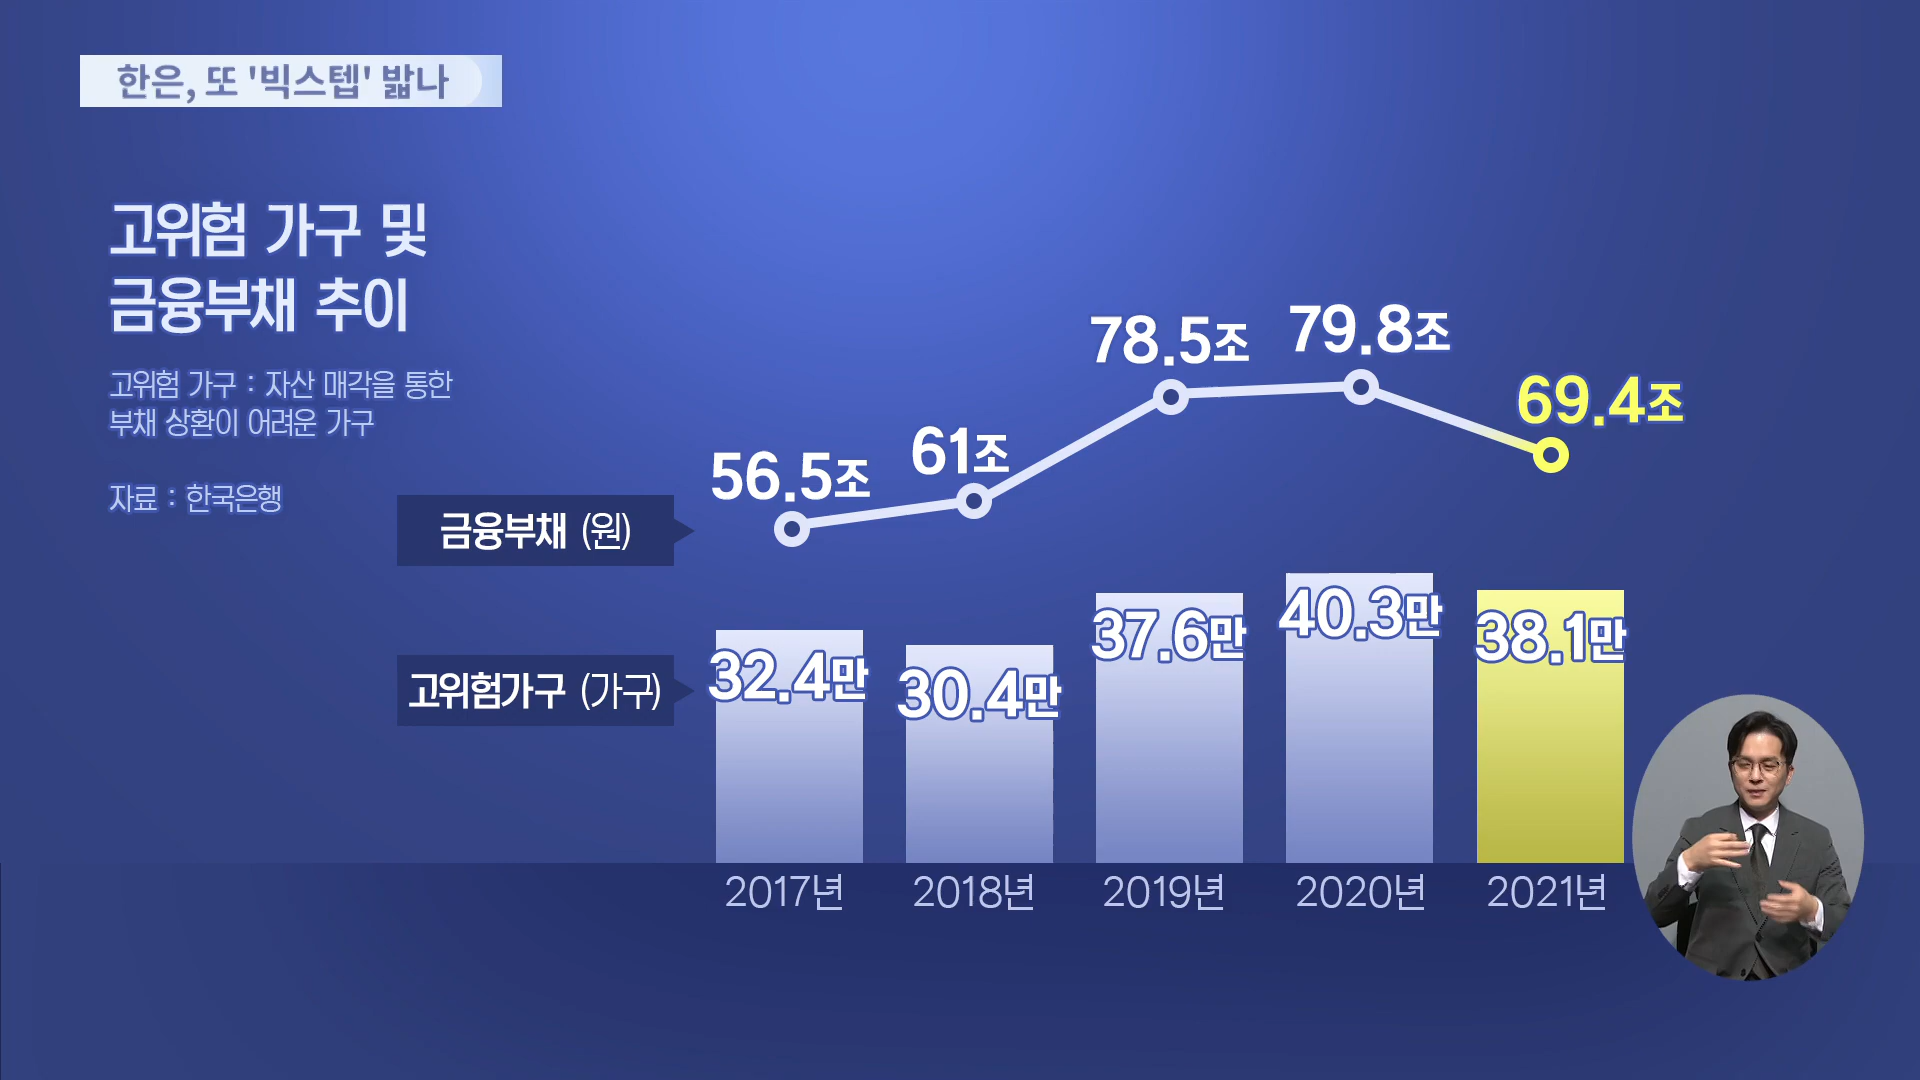 한은, 또 '빅스텝' 밟나
고위험 가구 및
금융부채 추이
고위험 가구 : 자산 매각을 통한
부채 상환이 어려운 가구
자료 : 한국은행
금융부채 (원)
56.5조
61조
78.5조
79.8조
69.4조
고위험가구 (가구)
32.4만
30.4만
37.6만
40.3만
38.1만
2017년
2018년
2019년
2020년
2021년